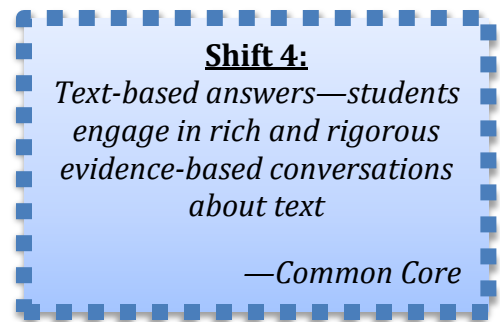 Shift 4:
Text-based answers—students
engage in rich and rigorous
evidence-based conversations
about text
—Common Core